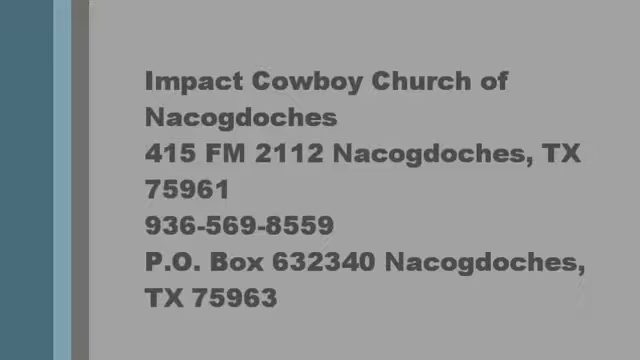 Impact Cowboy Church of
Nacogdoches
415 FM 2112 Nacogdoches, TX
75961
936-569-8559
P.O. Box 632340 Nacogdoches,
TX 75963